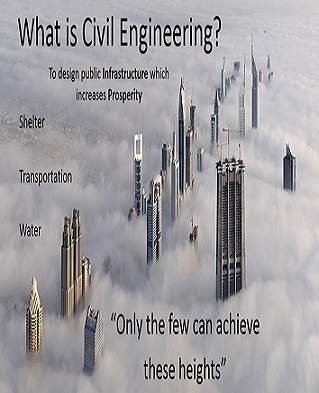 What is Civil Engineering?
To design public Infrastructure which
increases Prosperity
Shelter
Transportation
Water
“Only the few can achieve
these heights”